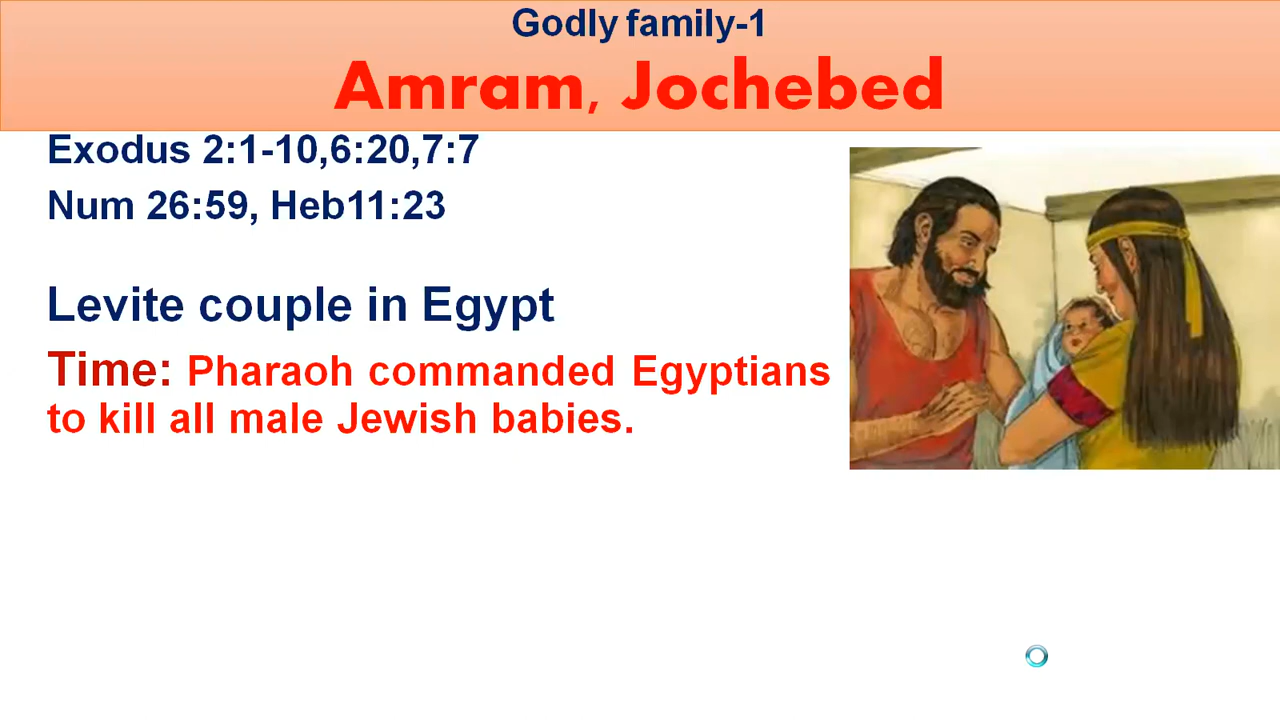 Godly family-1
Amram, Jochebed
Exodus 2:1-10,6:20,7:7
Num 26:59, Heb11:23
Levite couple in Egypt
Time: Pharaoh commanded Egyptians
to kill all male Jewish babies.